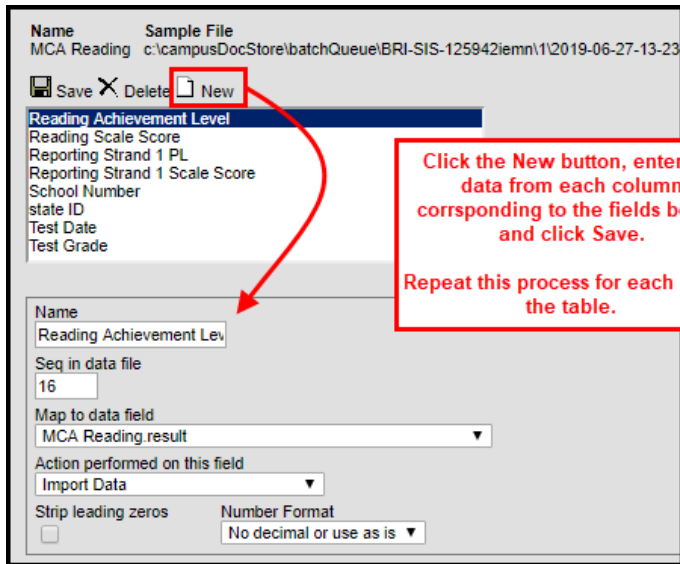 Name Sample File
MCA Reading c:\campusDocStore\batchQueue\BRI-SIS-125942iemn\1\2019-06-27-13-23
Save Delete New
Reading Achievement Level
Reading Scale Score
Reporting Strand 1 PL
Reporting Strand 1 Scale Score
School Number
state ID
Test Date
Test Grade
Click the New button, enter
data from each column
corrsponding to the fields b
and click Save.
Repeat this process for each
the table.
Name
Reading Achievement Lev
Seq in data file
16
Map to data field
MCA Reading.result
Action performed on this field
Import Data
Strip leading zeros Number Format
No decimal or use as is